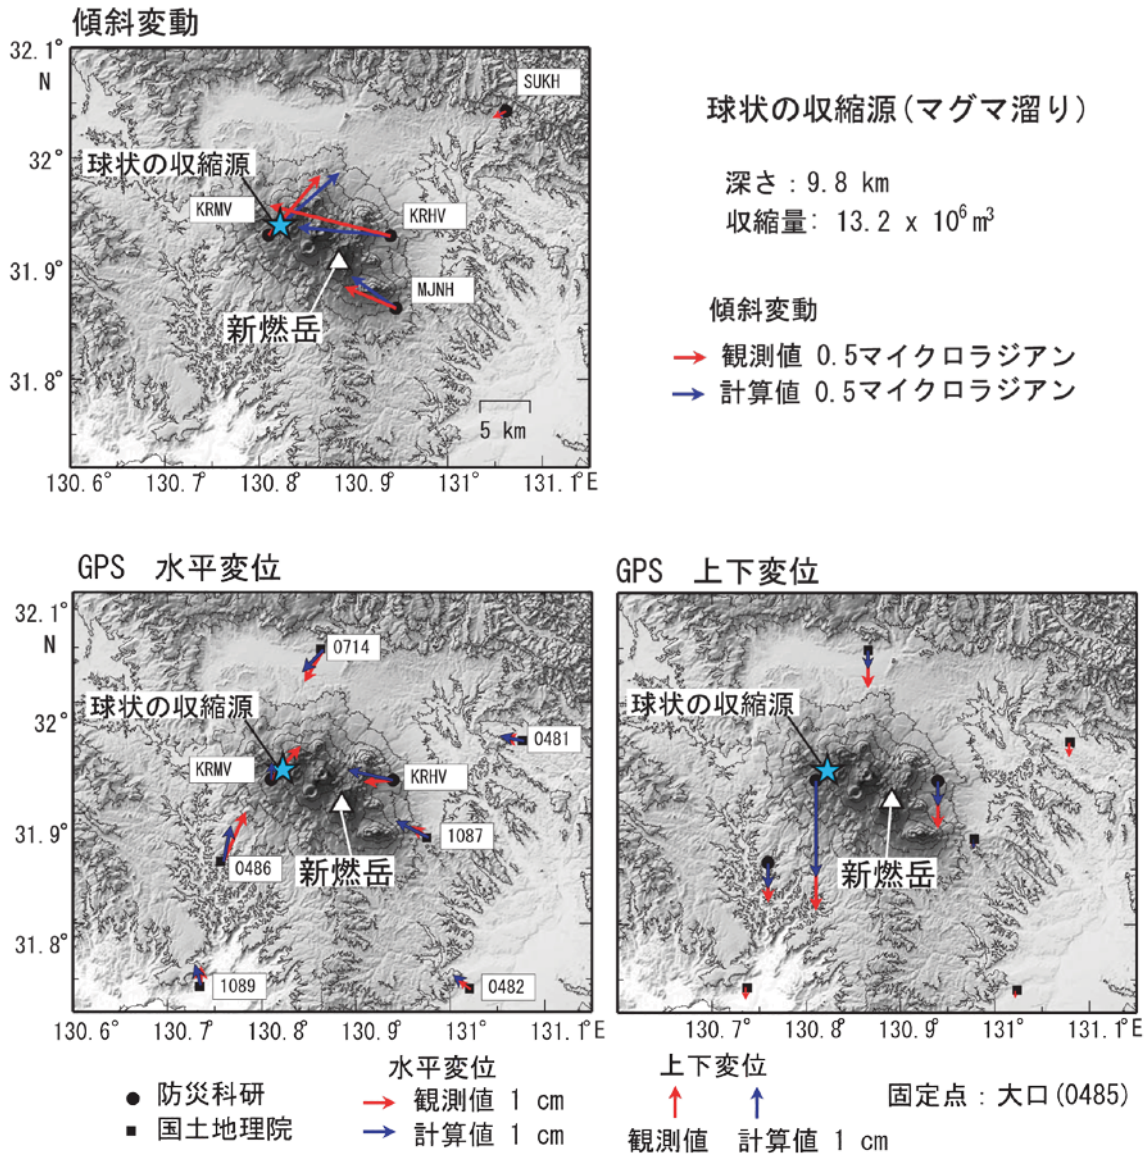 傾斜変動
32.1°
N
32°
31.9°
31.8°
130.6°
130.7°
130.8°
130.9°
131°
131.1°E
SUKH
球状の収縮源
KRMV
KRHV
MJNH
新燃岳
5 km
球状の収縮源(マグマ溜り)
深さ：9.8 km
収縮量: 13.2 x 10⁶m³
傾斜変動
観測値 0.5マイクロラジアン
計算値 0.5マイクロラジアン
GPS 水平変位
32.1°
N
32°
31.9°
31.8°
130.6°
130.7°
130.8°
130.9°
131°
131.1°E
0714
球状の収縮源
0481
KRMV
KRHV
1087
0486
新燃岳
1089
0482
GPS 上下変位
球状の収縮源
新燃岳
130.7°
130.8°
130.9°
131°
131.1°E
防災科研
国土地理院
水平変位
観測値 1 cm
計算値 1 cm
上下変位
観測値 計算値 1 cm
固定点：大口(0485)